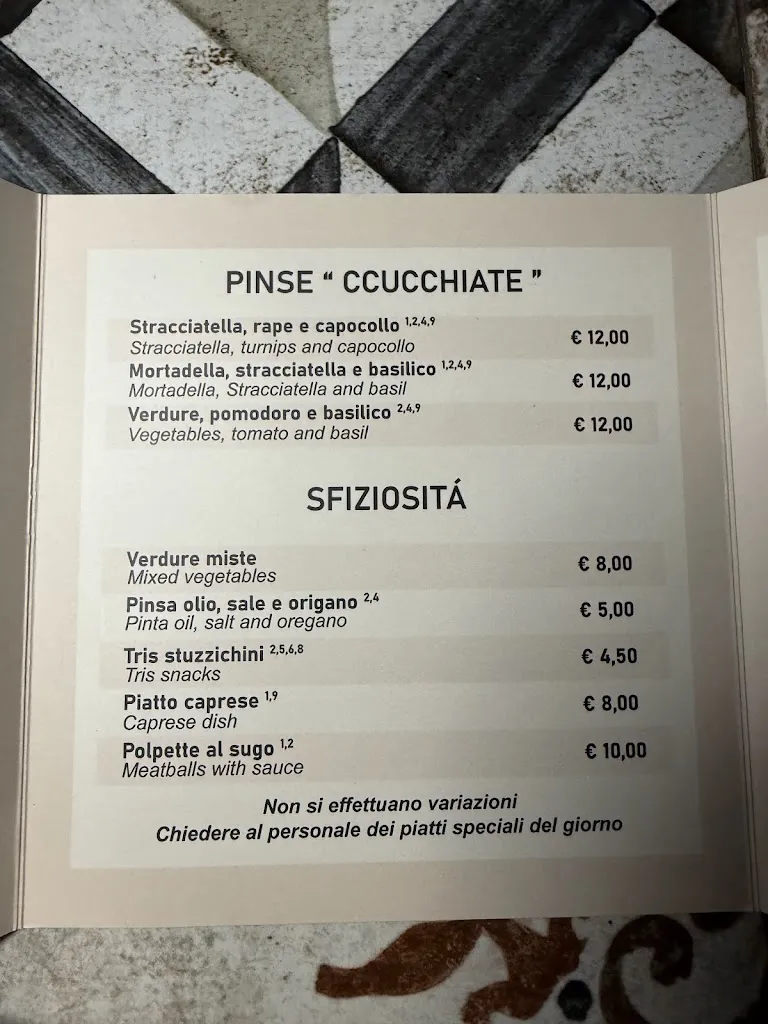 PINSE “ CCUCCHIATE ”
Stracciatella, rape e capocollo 1,2,4,9
Stracciatella, turnips and capocollo
€ 12,00
Mortadella, stracciatella e basilico 1,2,4,9
Mortadella, Stracciatella and basil
€ 12,00
Verdure, pomodoro e basilico 2,4,9
Vegetables, tomato and basil
€ 12,00
SFIZIOSITÁ
Verdure miste
Mixed vegetables
€ 8,00
Pinsa olio, sale e origano 2,4
Pinta oil, salt and oregano
€ 5,00
Tris stuzzichini 2,5,6,8
Tris snacks
€ 4,50
Piatto caprese 1,9
Caprese dish
€ 8,00
Polpette al sugo 1,2
Meatballs with sauce
€ 10,00
Non si effettuano variazioni
Chiedere al personale dei piatti speciali del giorno